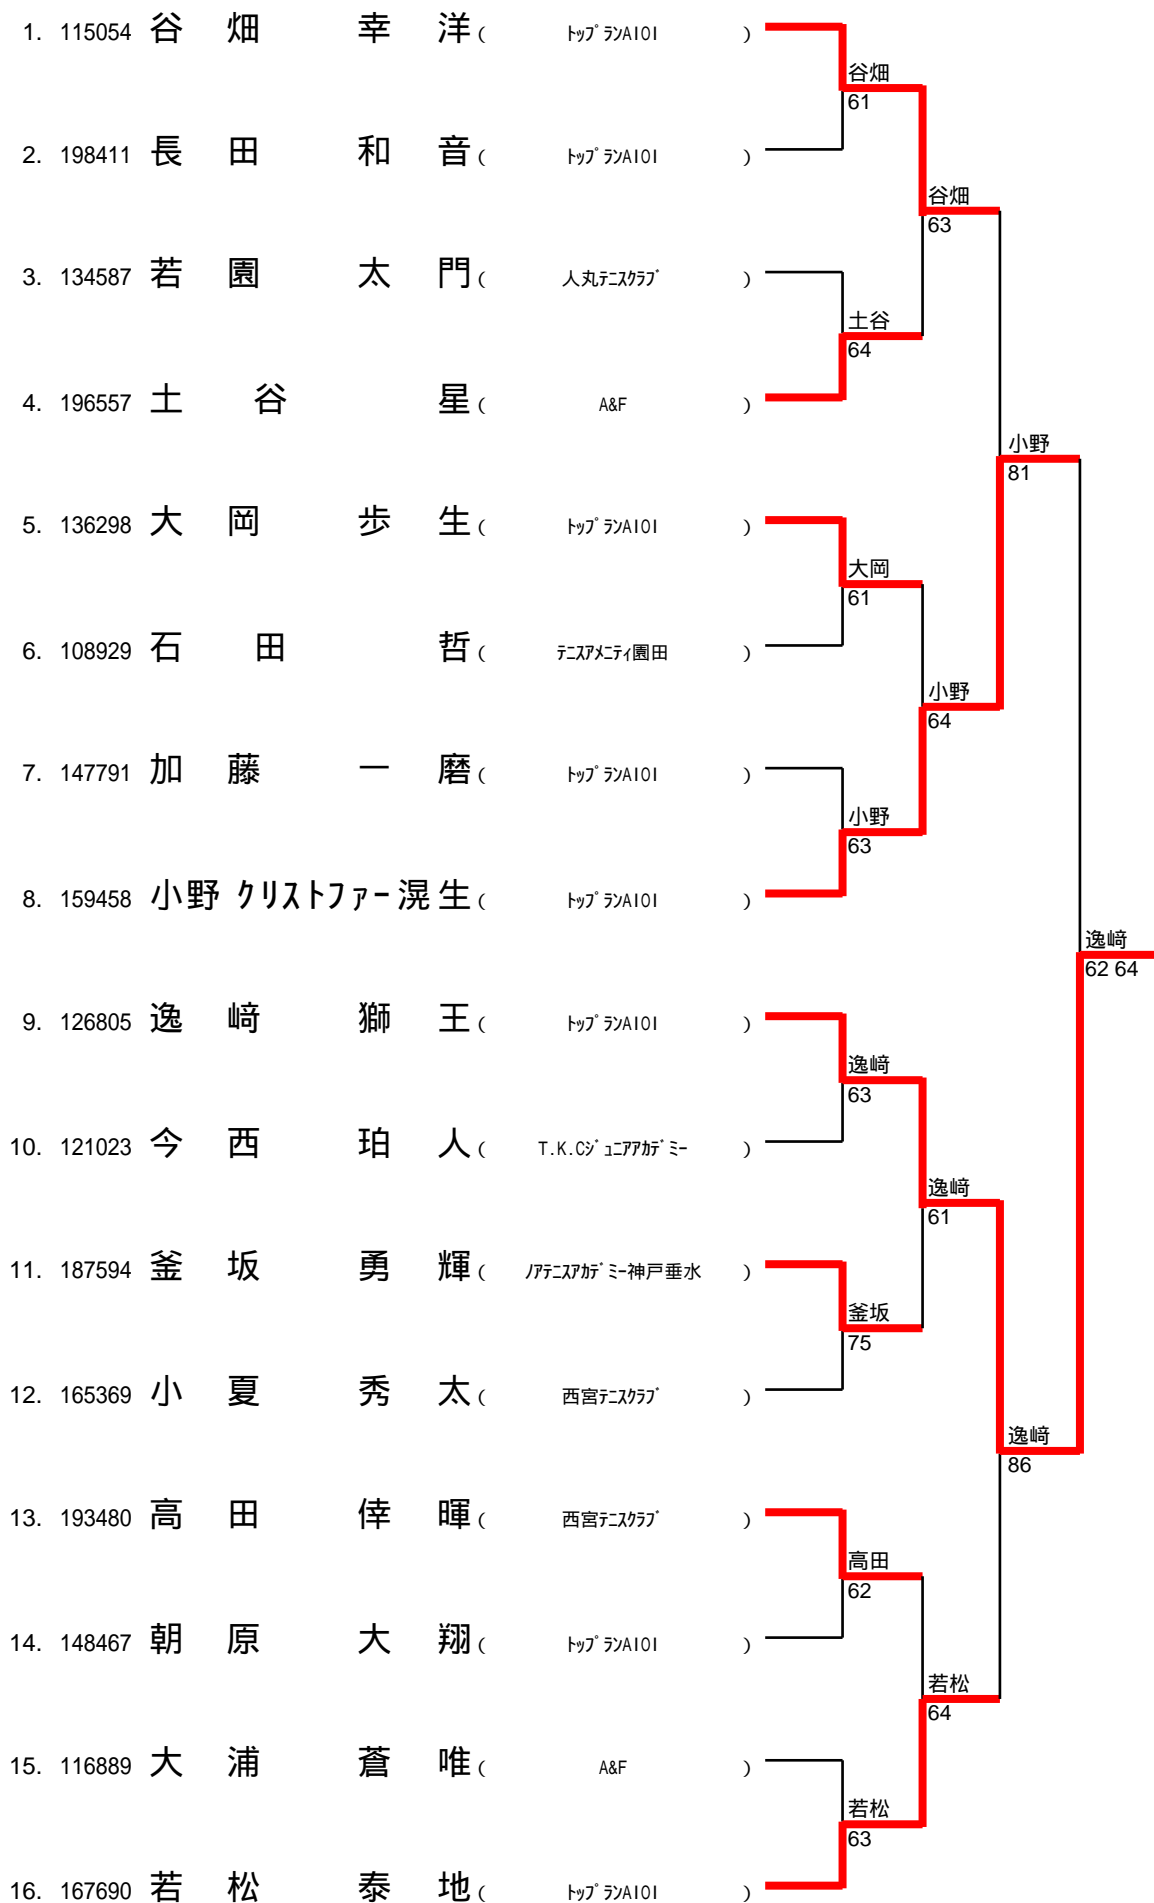 1. 115054 谷 畑 幸 洋 ( ﾄｯﾌﾟﾗﾝAIOI )
谷畑
61
2. 198411 長 田 和 音 ( ﾄｯﾌﾟﾗﾝAIOI )
谷畑
63
3. 134587 若 園 太 門 ( 人丸ﾃﾆｽｸﾗﾌﾞ )
土谷
64
4. 196557 土 谷 星 ( A&F )
小野
81
5. 136298 大 岡 歩 生 ( ﾄｯﾌﾟﾗﾝAIOI )
大岡
61
6. 108929 石 田 哲 ( ﾃﾆｽｱﾒﾆﾃｨ園田 )
小野
64
7. 147791 加 藤 一 磨 ( ﾄｯﾌﾟﾗﾝAIOI )
小野
63
8. 159458 小野 クリストファー 滉生 ( ﾄｯﾌﾟﾗﾝAIOI )
逸﨑
62 64
9. 126805 逸 﨑 獅 王 ( ﾄｯﾌﾟﾗﾝAIOI )
逸﨑
63
10. 121023 今 西 珀 人 ( T.K.Cｼﾞｭﾆｱｱｶﾃﾞﾐｰ )
逸﨑
61
11. 187594 釜 坂 勇 輝 ( ﾉｱﾃﾆｽｱｶﾃﾞﾐｰ神戸垂水 )
釜坂
75
12. 165369 小 夏 秀 太 ( 西宮ﾃﾆｽｸﾗﾌﾞ )
逸﨑
86
13. 193480 高 田 倖 暉 ( 西宮ﾃﾆｽｸﾗﾌﾞ )
高田
62
14. 148467 朝 原 大 翔 ( ﾄｯﾌﾟﾗﾝAIOI )
若松
64
15. 116889 大 浦 蒼 唯 ( A&F )
若松
63
16. 167690 若 松 泰 地 ( ﾄｯﾌﾟﾗﾝAIOI )